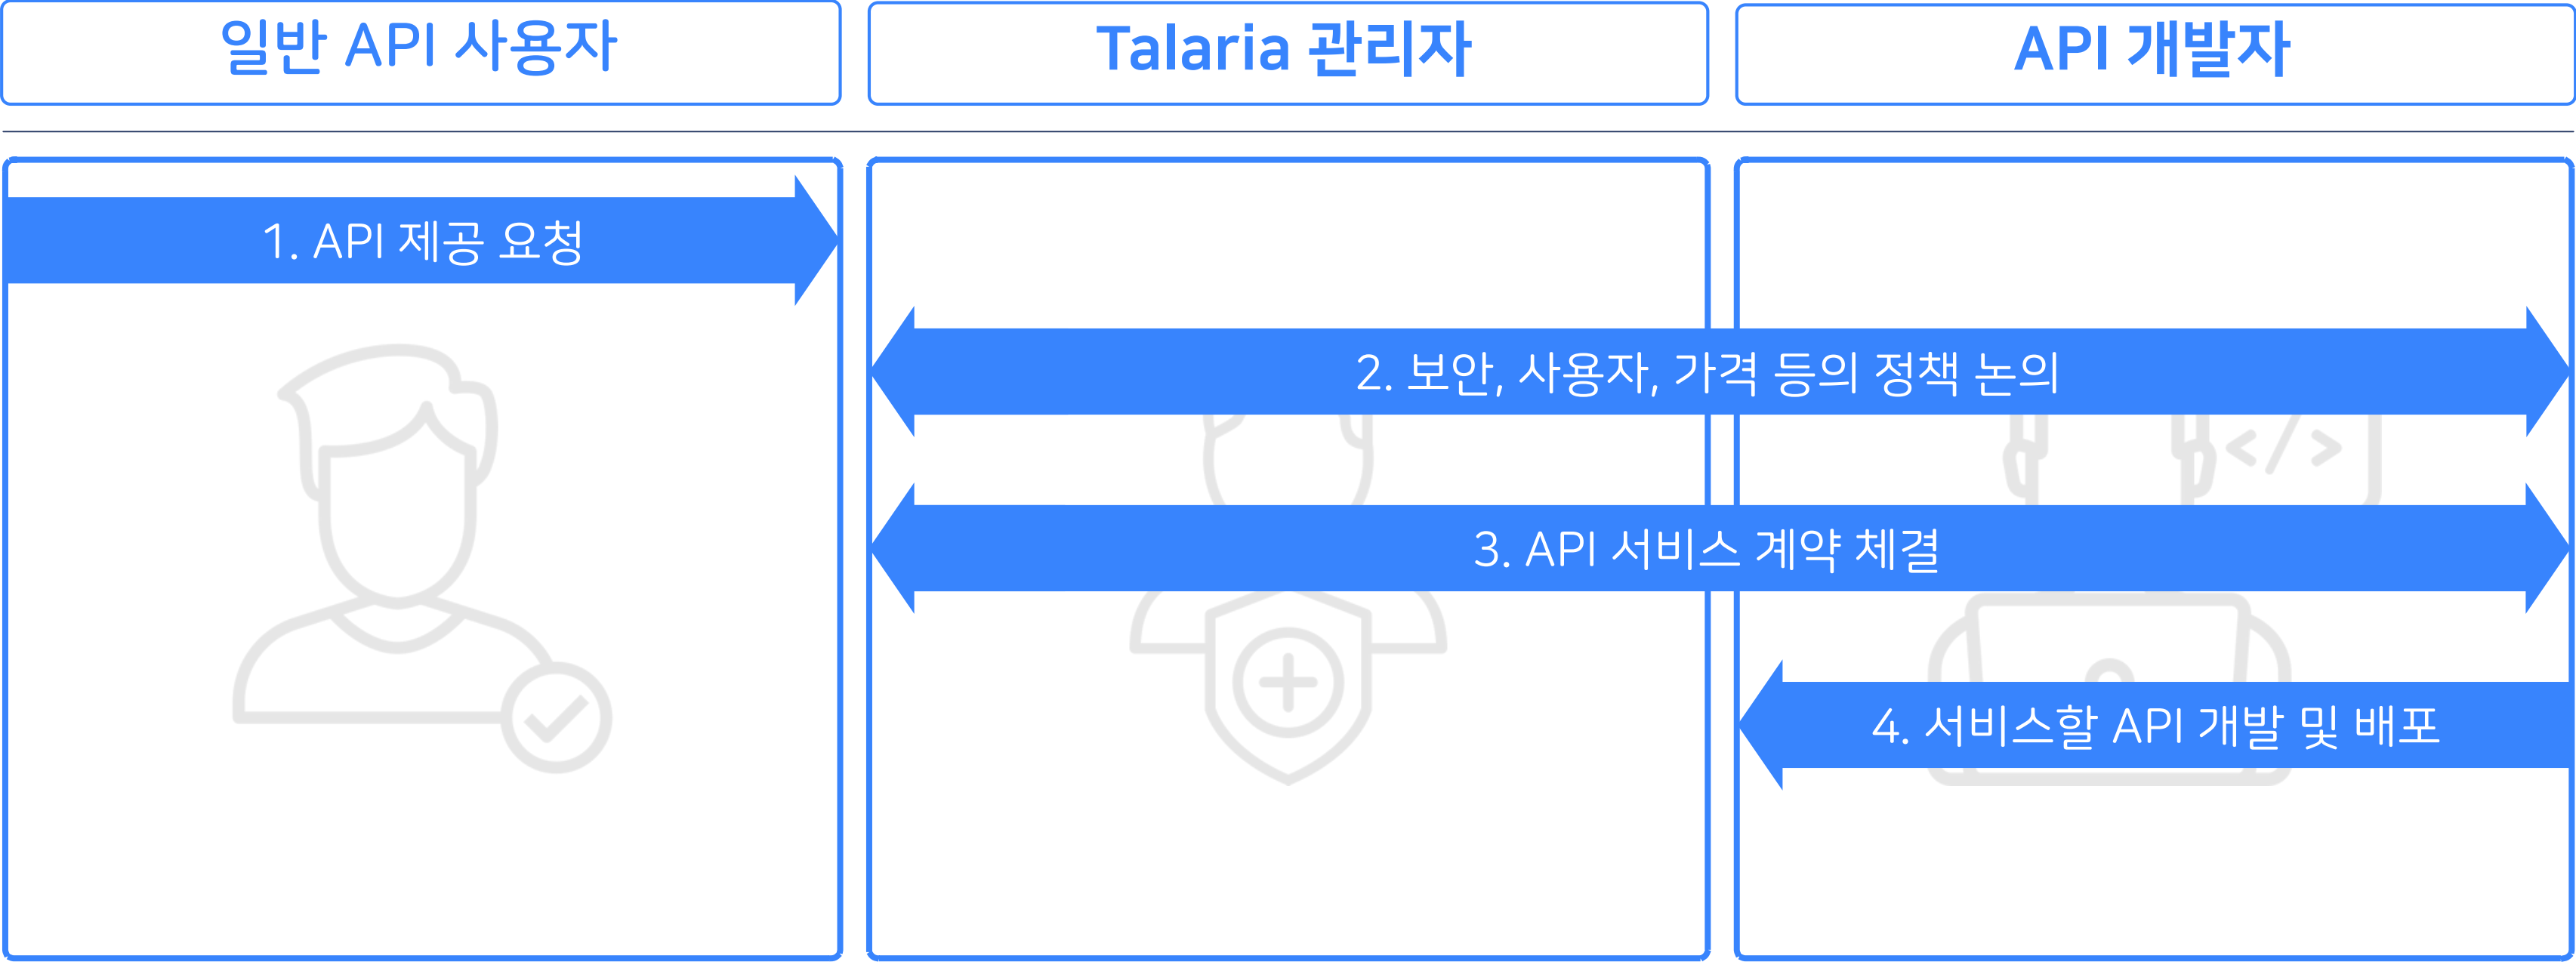 일반 API 사용자
Talaria 관리자
API 개발자
1. API 제공 요청
2. 보안, 사용자, 가격 등의 정책 논의
3. API 서비스 계약 체결
4. 서비스할 API 개발 및 배포